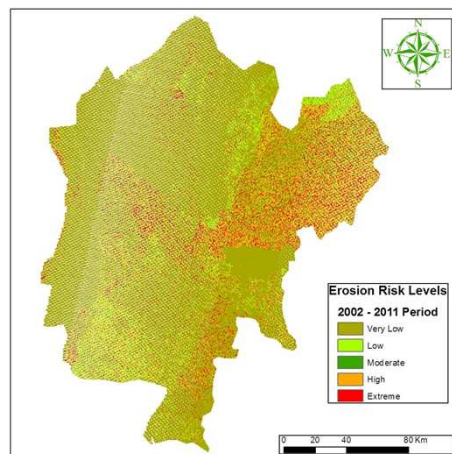 N
W E
S
Erosion Risk Levels
2002 - 2011 Period
Very Low
Low
Moderate
High
Extreme
0 20 40 80 Km